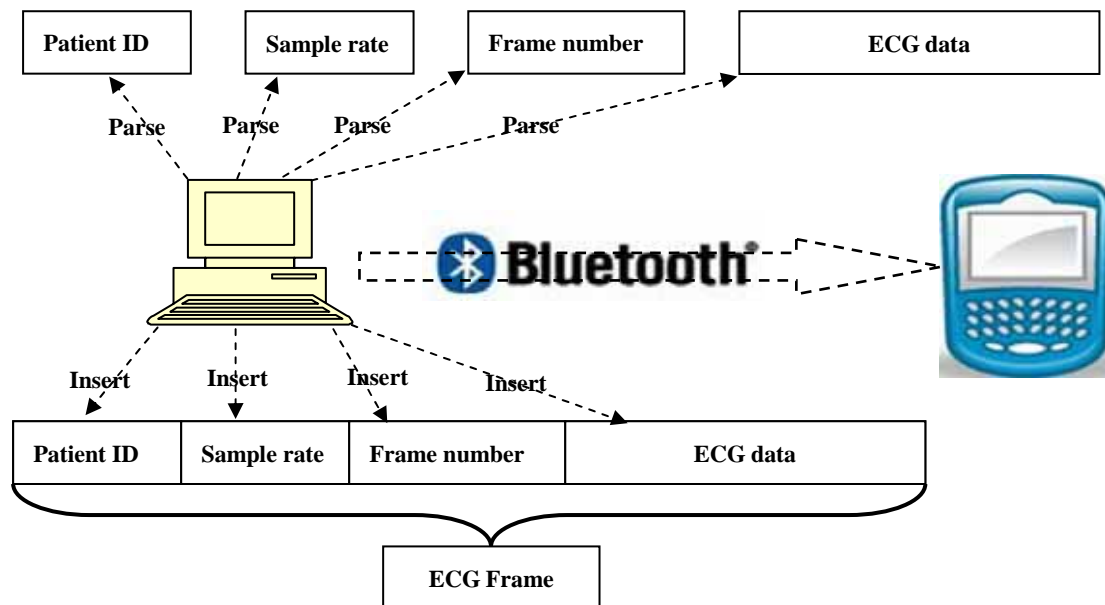 Patient ID
Sample rate
Frame number
ECG data
Parse
Parse
Parse
Parse
Bluetooth®
Insert
Insert
Insert
Insert
Patient ID
Sample rate
Frame number
ECG data
ECG Frame